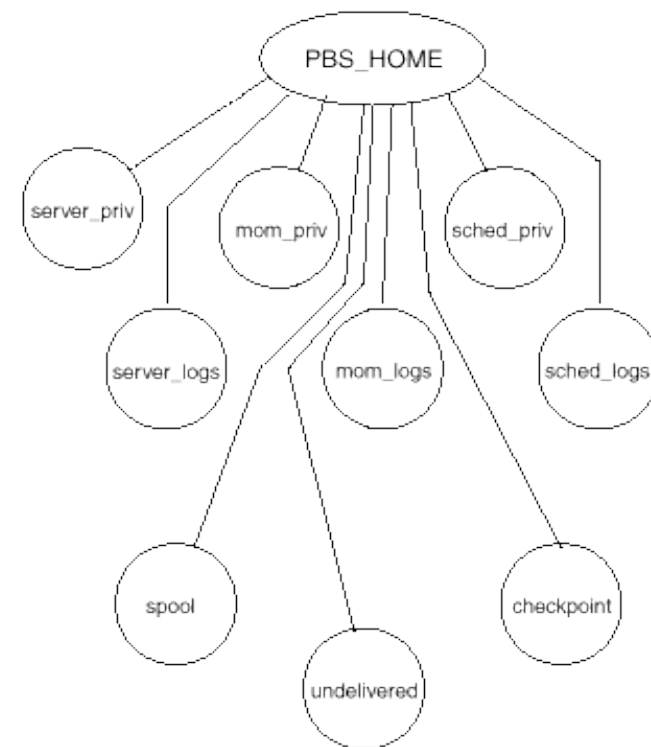 PBS_HOME
server_priv
mom_priv
sched_priv
server_logs
mom_logs
sched_logs
spool
checkpoint
undelivered